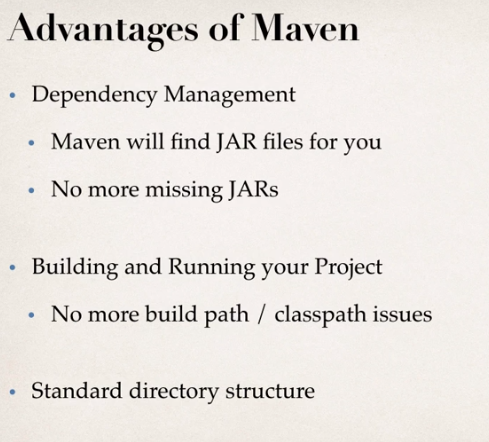 Advantages of Maven
• Dependency Management
• Maven will find JAR files for you
• No more missing JARs
• Building and Running your Project
• No more build path / classpath issues
• Standard directory structure